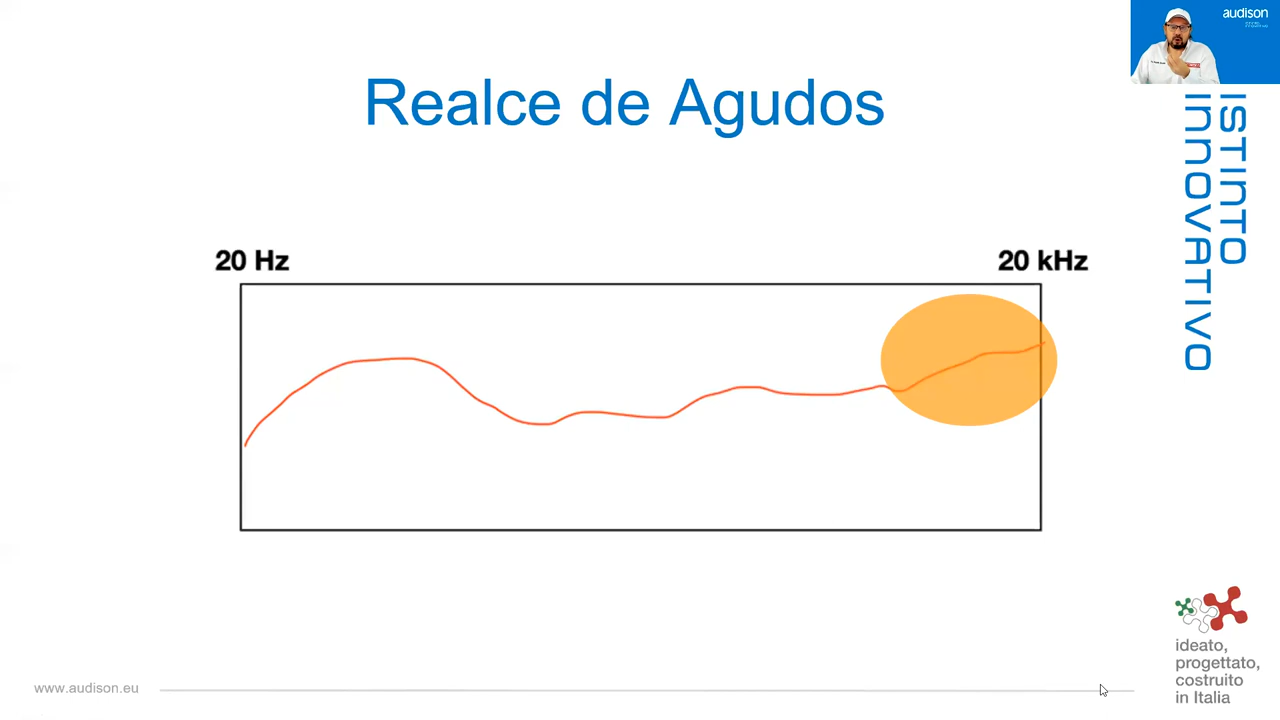 audison
Realce de Agudos
ISTINTO
INNOVATIVO
20 Hz
20 kHz
ideato,
progettato,
costruito
in Italia
www.audison.eu